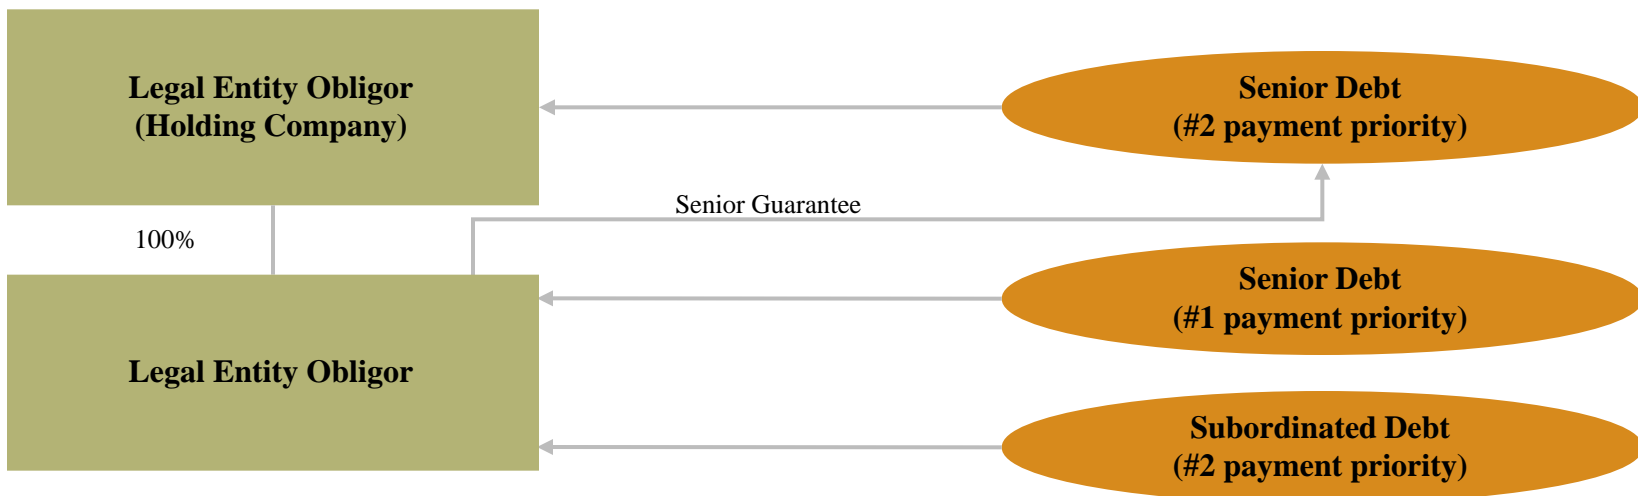 Legal Entity Obligor
(Holding Company)
Senior Debt
(#2 payment priority)
Senior Guarantee
100%
Senior Debt
(#1 payment priority)
Legal Entity Obligor
Subordinated Debt
(#2 payment priority)